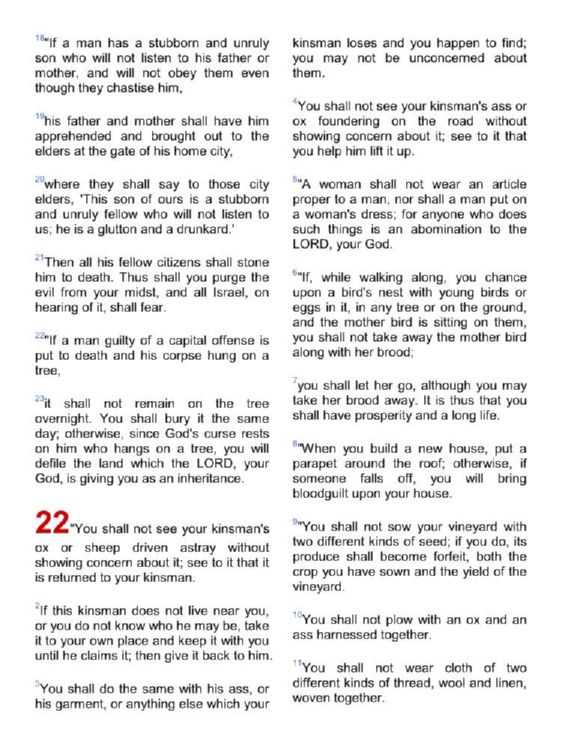 18"If a man has a stubborn and unruly
son who will not listen to his father or
mother, and will not obey them even
though they chastise him,
19his father and mother shall have him
apprehended and brought out to the
elders at the gate of his home city,
20where they shall say to those city
elders, 'This son of ours is a stubborn
and unruly fellow who will not listen to
us; he is a glutton and a drunkard.'
21Then all his fellow citizens shall stone
him to death. Thus shall you purge the
evil from your midst, and all Israel, on
hearing of it, shall fear.
22"If a man guilty of a capital offense is
put to death and his corpse hung on a
tree,
23it shall not remain on the tree
overnight. You shall bury it the same
day; otherwise, since God's curse rests
on him who hangs on a tree, you will
defile the land which the LORD, your
God, is giving you as an inheritance.
22"You shall not see your kinsman's
ox or sheep driven astray without
showing concern about it; see to it that it
is returned to your kinsman.
2If this kinsman does not live near you,
or you do not know who he may be, take
it to your own place and keep it with you
until he claims it; then give it back to him.
3You shall do the same with his ass, or
his garment, or anything else which your
kinsman loses and you happen to find;
you may not be unconcerned about
them.
4You shall not see your kinsman's ass or
ox foundering on the road without
showing concern about it; see to it that
you help him lift it up.
5"A woman shall not wear an article
proper to a man, nor shall a man put on
a woman's dress; for anyone who does
such things is an abomination to the
LORD, your God.
6"If, while walking along, you chance
upon a bird's nest with young birds or
eggs in it, in any tree or on the ground,
and the mother bird is sitting on them,
you shall not take away the mother bird
along with her brood;
7you shall let her go, although you may
take her brood away. It is thus that you
shall have prosperity and a long life.
8"When you build a new house, put a
parapet around the roof; otherwise, if
someone falls off, you will bring
bloodguilt upon your house.
9"You shall not sow your vineyard with
two different kinds of seed; if you do, its
produce shall become forfeit, both the
crop you have sown and the yield of the
vineyard.
10You shall not plow with an ox and an
ass harnessed together.
11You shall not wear cloth of two
different kinds of thread, wool and linen,
woven together.